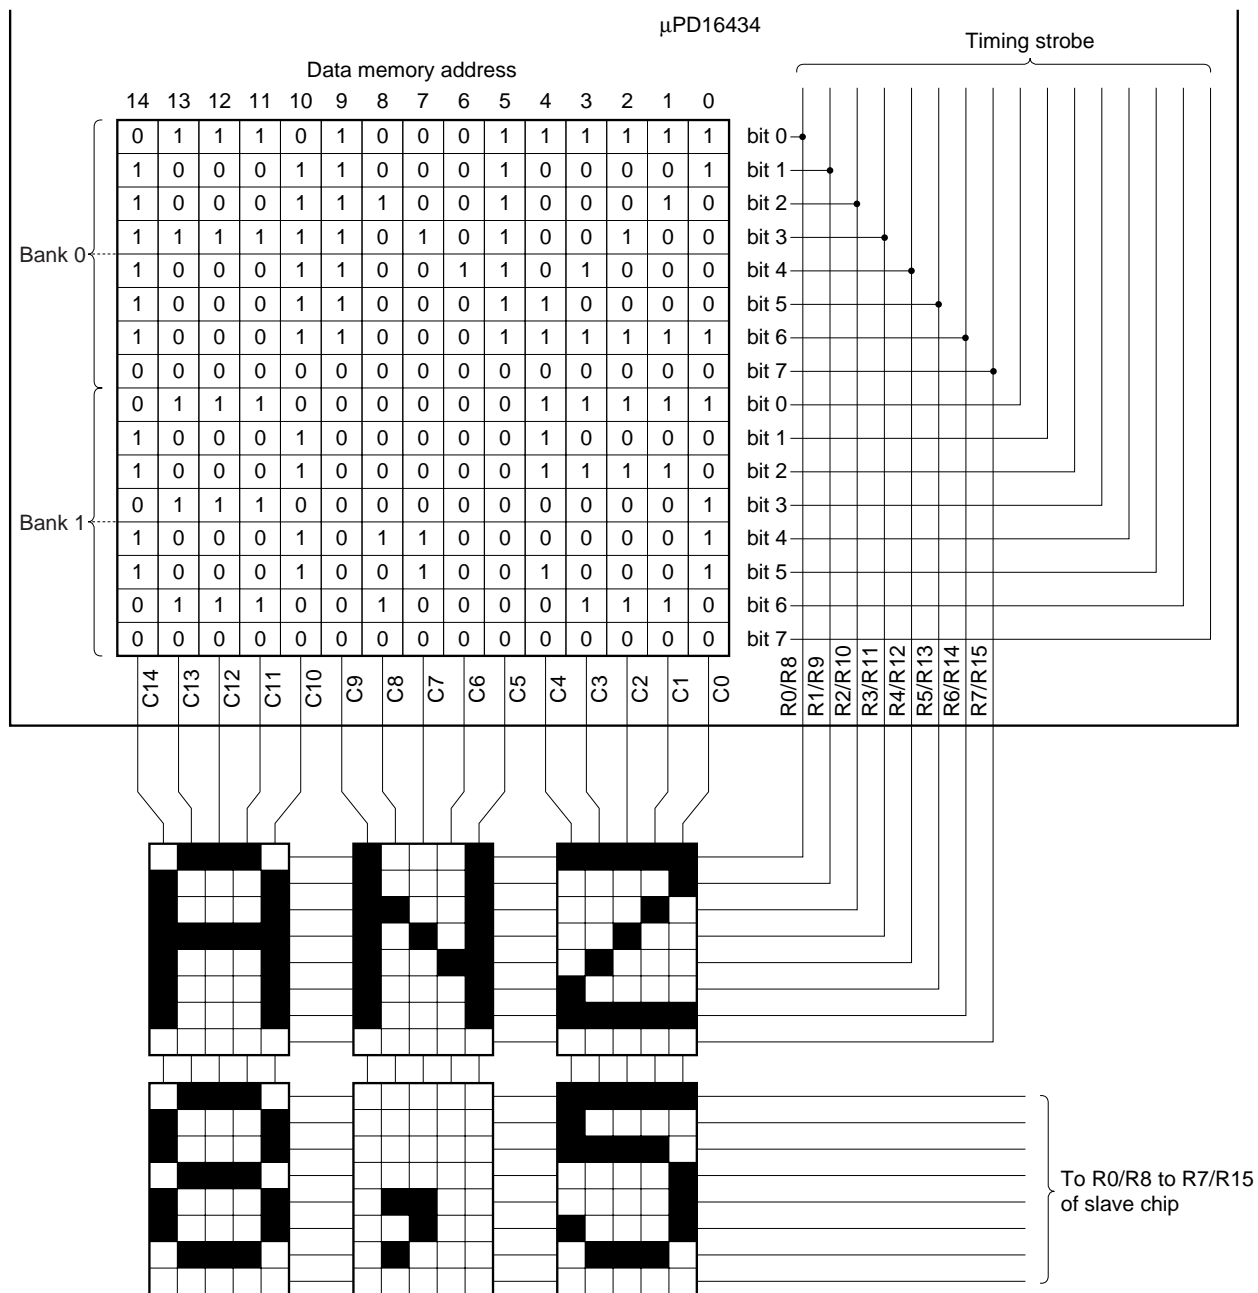 µPD16434
Timing strobe
Data memory address
14 13 12 11 10 9 8 7 6 5 4 3 2 1 0
0 1 1 1 0 1 0 0 0 1 1 1 1 1 1 bit 0
1 0 0 0 1 1 0 0 0 1 0 0 0 0 1 bit 1
1 0 0 0 1 1 1 0 0 1 0 0 0 1 0 bit 2
1 1 1 1 1 1 0 1 0 1 0 0 1 0 0 bit 3
Bank 0
1 0 0 0 1 1 0 0 1 1 0 1 0 0 0 bit 4
1 0 0 0 1 1 0 0 0 1 1 0 0 0 0 bit 5
1 0 0 0 1 1 0 0 0 1 1 1 1 1 1 bit 6
0 0 0 0 0 0 0 0 0 0 0 0 0 0 0 bit 7
0 1 1 1 0 0 0 0 0 0 1 1 1 1 1 bit 0
1 0 0 0 1 0 0 0 0 0 1 0 0 0 0 bit 1
1 0 0 0 1 0 0 0 0 0 1 1 1 1 0 bit 2
0 1 1 1 0 0 0 0 0 0 0 0 0 0 1 bit 3
Bank 1
1 0 0 0 1 0 1 1 0 0 0 0 0 0 1 bit 4
1 0 0 0 1 0 0 1 0 0 1 0 0 0 1 bit 5
0 1 1 1 0 0 1 0 0 0 0 1 1 1 0 bit 6
0 0 0 0 0 0 0 0 0 0 0 0 0 0 0 bit 7
C14 C13 C12 C11 C10 C9 C8 C7 C6 C5 C4 C3 C2 C1 C0
R0/R8 R1/R9 R2/R10 R3/R11 R4/R12 R5/R13 R6/R14 R7/R15
To R0/R8 to R7/R15
of slave chip